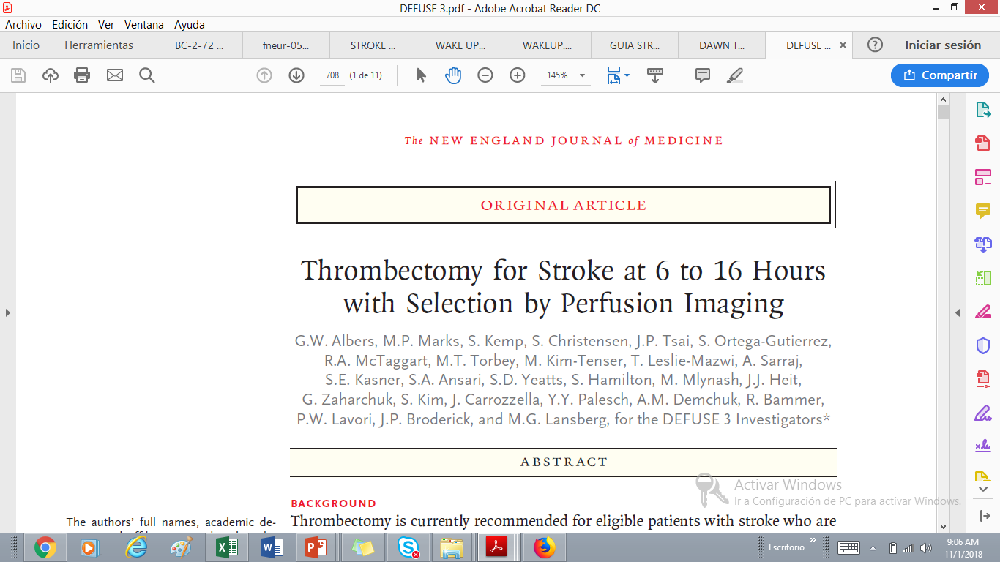 DEFUSE 3.pdf - Adobe Acrobat Reader DC
Archivo Edición Ver Ventana Ayuda
Inicio Herramientas BC-2-72 ... fneur-05... STROKE ... WAKE UP... WAKEUP.... GUIA STR... DAWN T... DEFUSE ... × ? Iniciar sesión
708 (1 de 11) 145% Compartir
The NEW ENGLAND JOURNAL of MEDICINE
ORIGINAL ARTICLE
Thrombectomy for Stroke at 6 to 16 Hours
with Selection by Perfusion Imaging
G.W. Albers, M.P. Marks, S. Kemp, S. Christensen, J.P. Tsai, S. Ortega-Gutierrez,
R.A. McTaggart, M.T. Torbey, M. Kim-Tenser, T. Leslie-Mazwi, A. Sarraj,
S.E. Kasner, S.A. Ansari, S.D. Yeatts, S. Hamilton, M. Mlynash, J.J. Heit,
G. Zaharchuk, S. Kim, J. Carrozzella, Y.Y. Palesch, A.M. Demchuk, R. Bammer,
P.W. Lavori, J.P. Broderick, and M.G. Lansberg, for the DEFUSE 3 Investigators*
ABSTRACT
Activar Windows
Ir a Configuración de PC para activar Windows.
BACKGROUND
The authors' full names, academic de-
Thrombectomy is currently recommended for eligible patients with stroke who are
Escritorio »
9:06 AM
11/1/2018